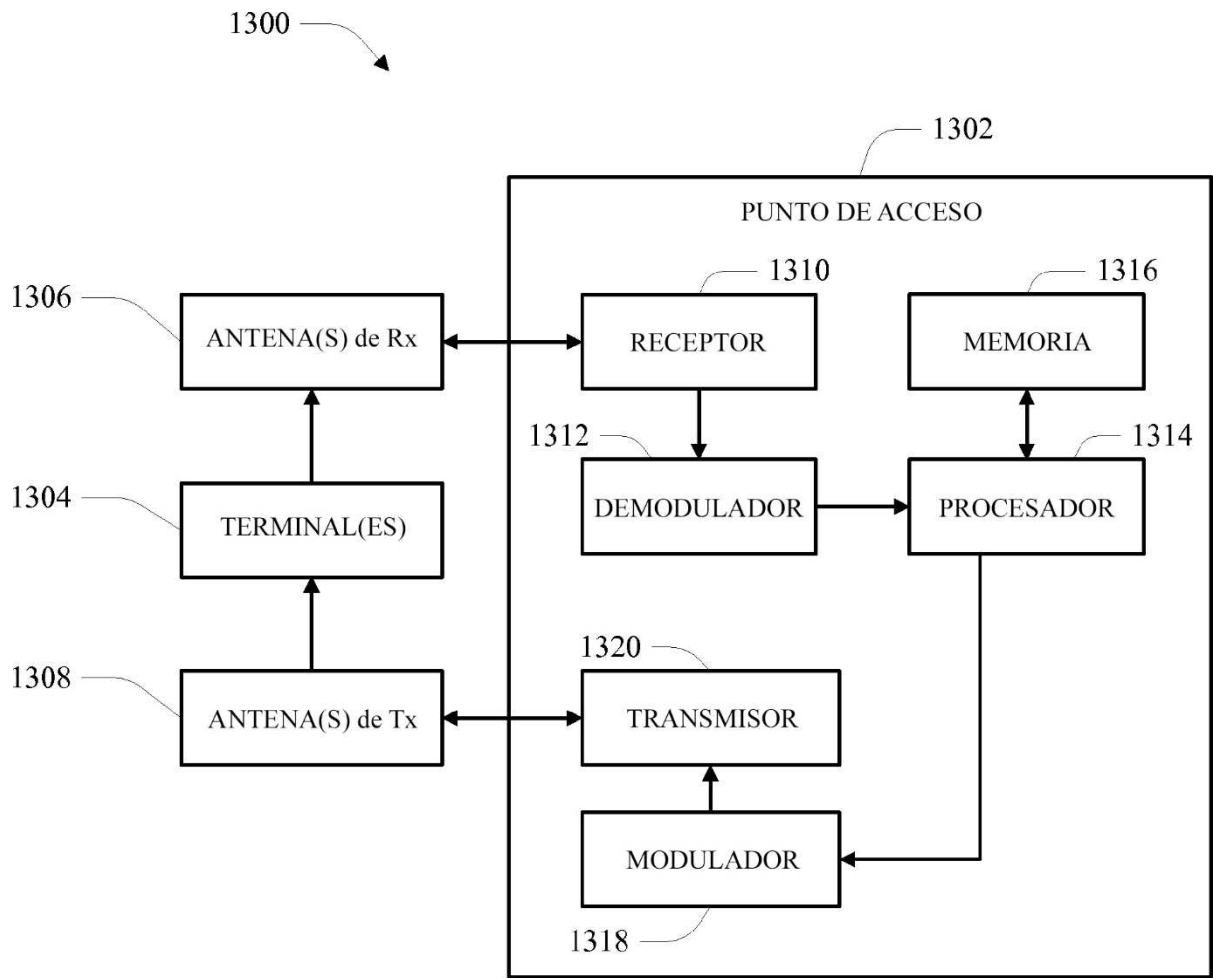 1300
1302
PUNTO DE ACCESO
1310
1316
1306
ANTENA(S) de Rx
RECEPTOR
MEMORIA
1312
1314
1304
TERMINAL(ES)
DEMODULADOR
PROCESADOR
1320
1308
ANTENA(S) de Tx
TRANSMISOR
MODULADOR
1318